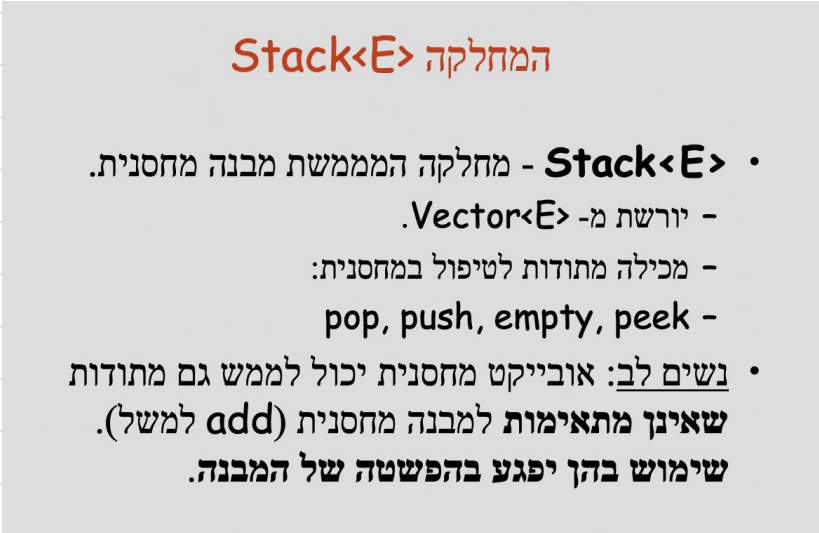 המחלקה Stack<E>
• Stack<E> - מחלקה המממשת מבנה מחסנית.
– יורשת מ- Vector<E>.
– מכילה מתודות לטיפול במחסנית:
– pop, push, empty, peek
• נשים לב: אובייקט מחסנית יכול לממש גם מתודות
שאינן מתאימות למבנה מחסנית (add למשל).
שימוש בהן יפגע בהפשטה של המבנה.